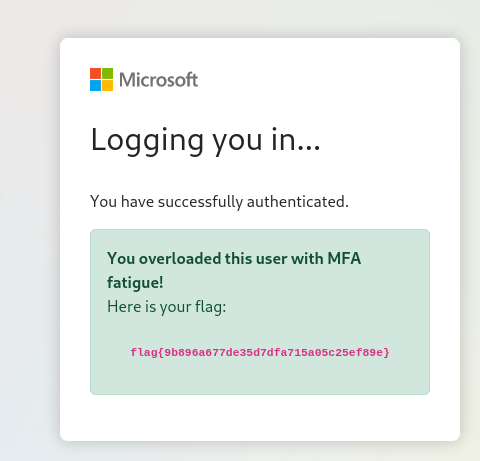 Microsoft
Logging you in...
You have successfully authenticated.
You overloaded this user with MFA
fatigue!
Here is your flag:
flag{9b896a677de35d7dfa715a05c25ef89e}